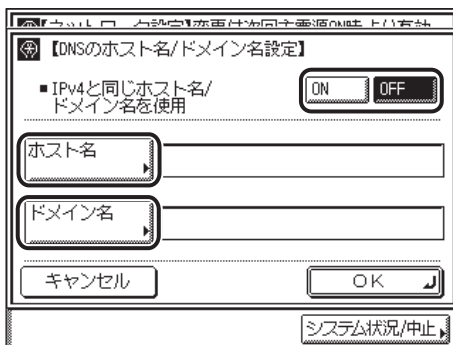 【DNSのホスト名/ドメイン名設定】
■IPv4と同じホスト名/
ドメイン名を使用
ON OFF
ホスト名
ドメイン名
キャンセル OK
システム状況/中止